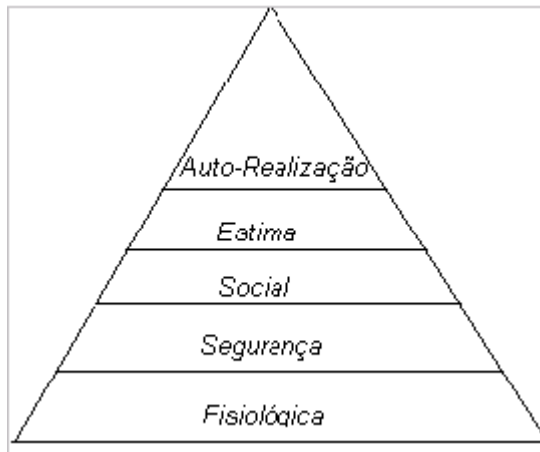 Auto-Realização
Estima
Social
Segurança
Fisiológica